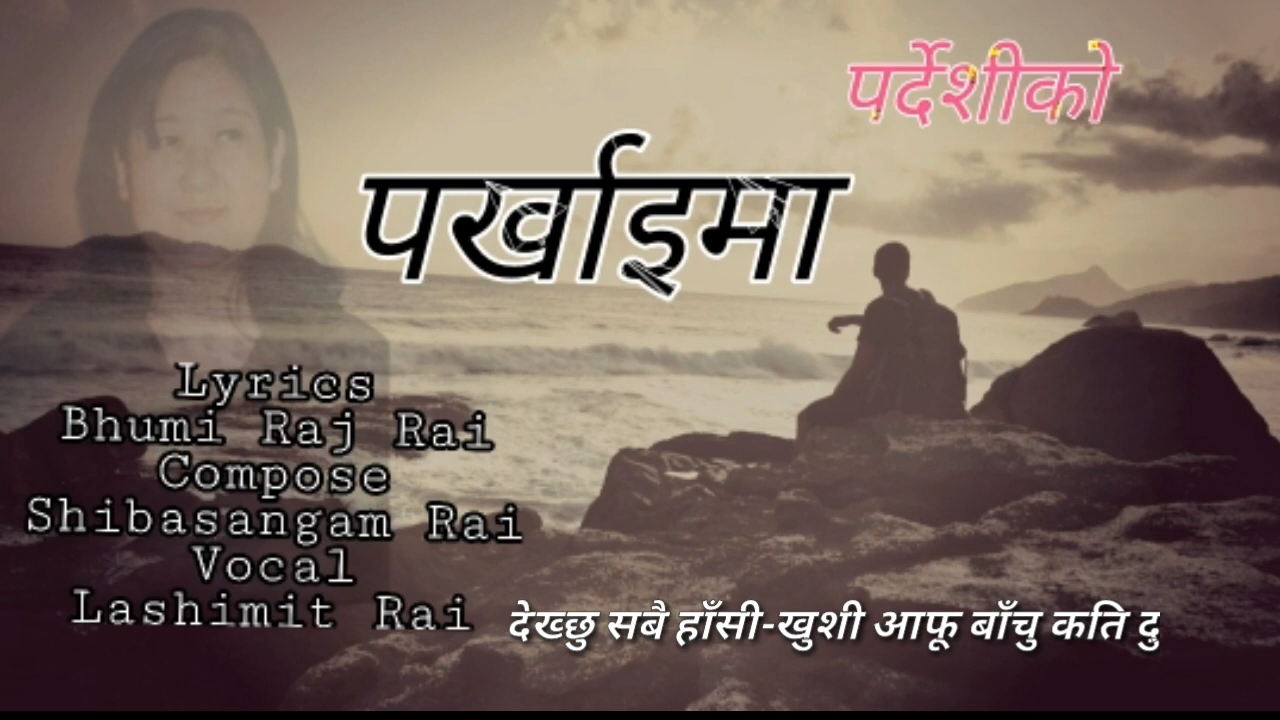 पर्देशीको
पर्खाइमा
Lyrics
Bhumi Raj Rai
Compose
Shibasangam Rai
Vocal
Lashimit Rai
देख्छु सबै हाँसी-खुशी आफू बाँचु कति दु